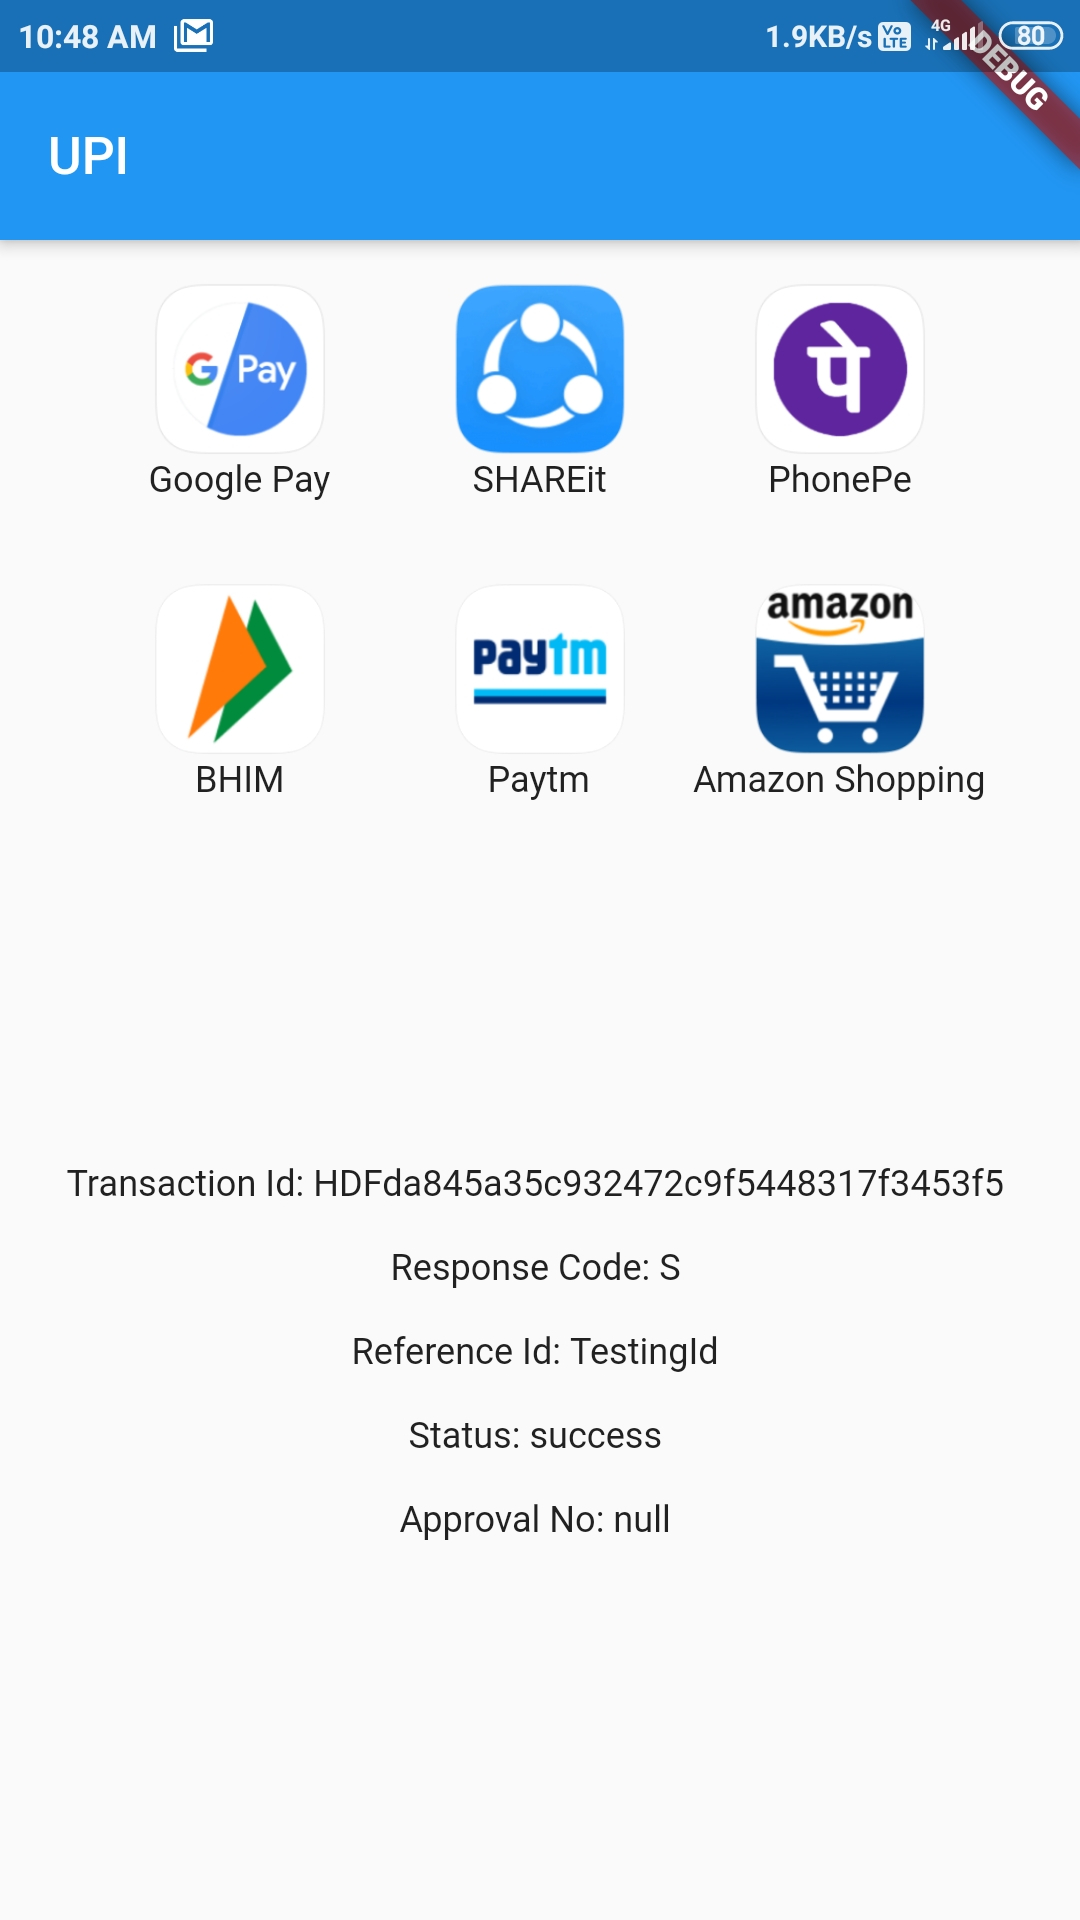 10:48 AM
1.9KB/s Vo LTE 4G 80
DEBUG
UPI
G Pay
पे
Google Pay
SHAREit
PhonePe
paytm
amazon
BHIM
Paytm
Amazon Shopping
Transaction Id: HDFda845a35c932472c9f5448317f3453f5
Response Code: S
Reference Id: TestingId
Status: success
Approval No: null